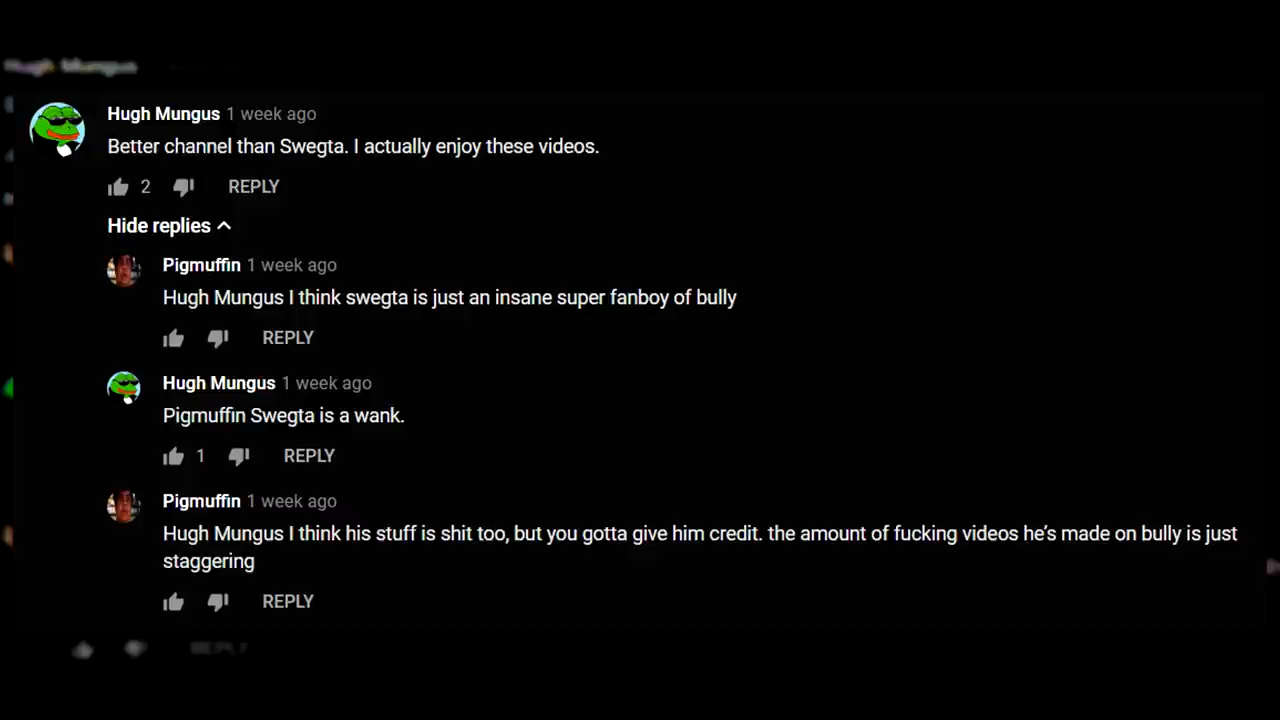 Hugh Mungus
Hugh Mungus 1 week ago
Better channel than Swegta. I actually enjoy these videos.
2 REPLY
Hide replies
Pigmuffin 1 week ago
Hugh Mungus I think swegta is just an insane super fanboy of bully
REPLY
Hugh Mungus 1 week ago
Pigmuffin Swegta is a wank.
1 REPLY
Pigmuffin 1 week ago
Hugh Mungus I think his stuff is shit too, but you gotta give him credit. the amount of fucking videos he's made on bully is just
staggering
REPLY
REPLY